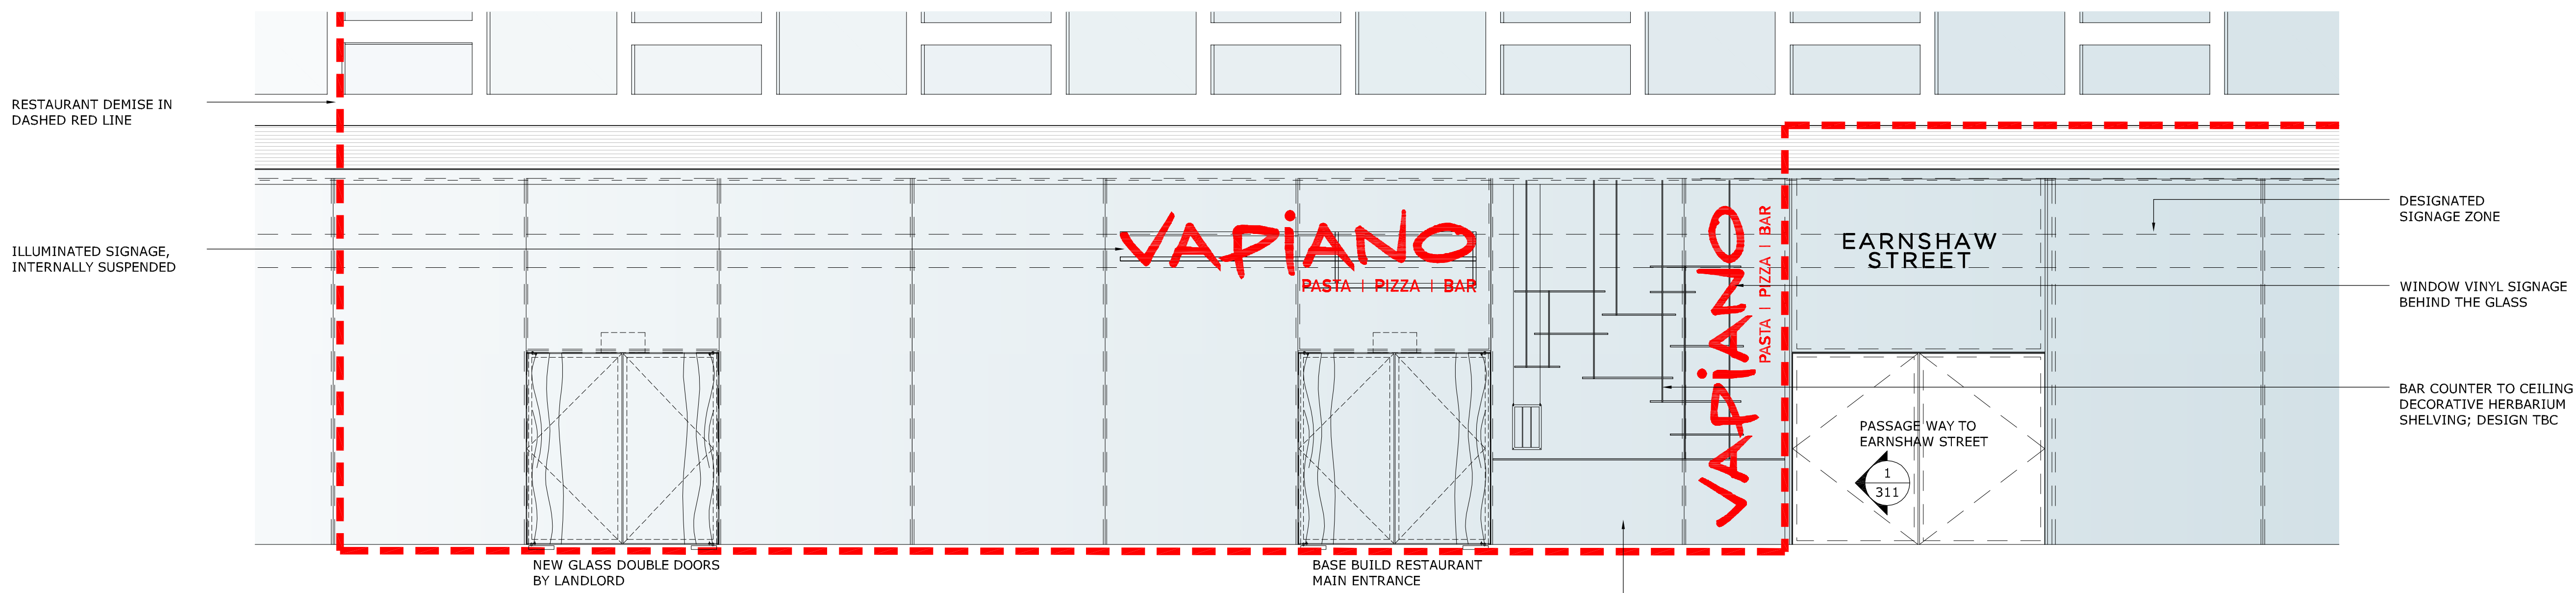 RESTAURANT DEMISE IN
DASHED RED LINE
ILLUMINATED SIGNAGE,
INTERNALLY SUSPENDED
VAPiANO
PASTA | PIZZA | BAR
VAPiANO
PASTA | PIZZA | BAR
EARNSHAW
STREET
DESIGNATED
SIGNAGE ZONE
WINDOW VINYL SIGNAGE
BEHIND THE GLASS
BAR COUNTER TO CEILING
DECORATIVE HERBARIUM
SHELVING; DESIGN TBC
PASSAGE WAY TO
EARNSHAW STREET
1
311
NEW GLASS DOUBLE DOORS
BY LANDLORD
BASE BUILD RESTAURANT
MAIN ENTRANCE